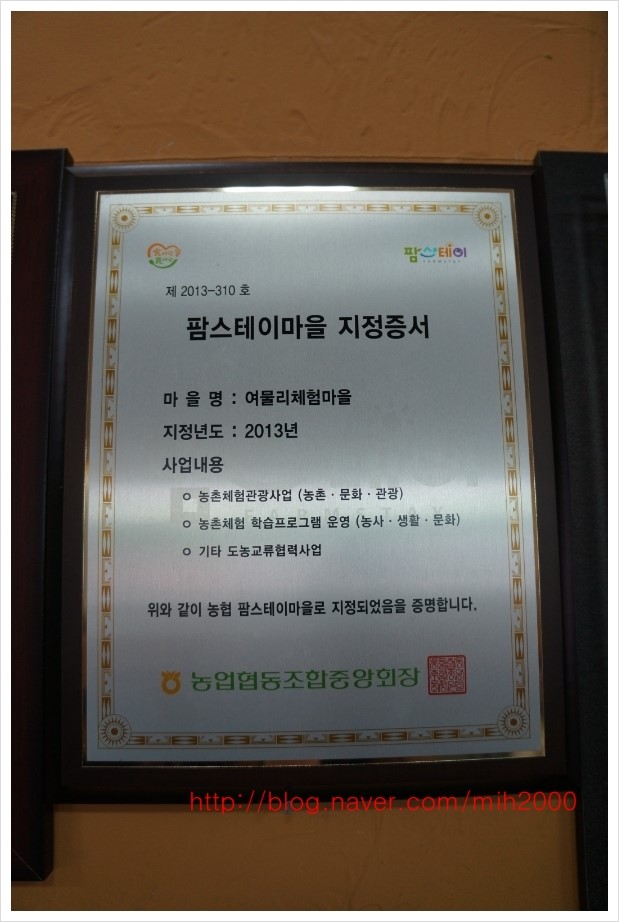 팜스테이
FARMSTAY
제 2013-310 호
팜스테이마을 지정증서
마 을 명 : 여물리체험마을
지정년도 : 2013년
사업내용
o 농촌체험관광사업 (농촌 · 문화 · 관광)
o 농촌체험 학습프로그램 운영 (농사 · 생활 · 문화)
o 기타 도농교류협력사업
위와 같이 농협 팜스테이마을로 지정되었음을 증명합니다.
농업협동조합중앙회장
http://blog.naver.com/mih2000